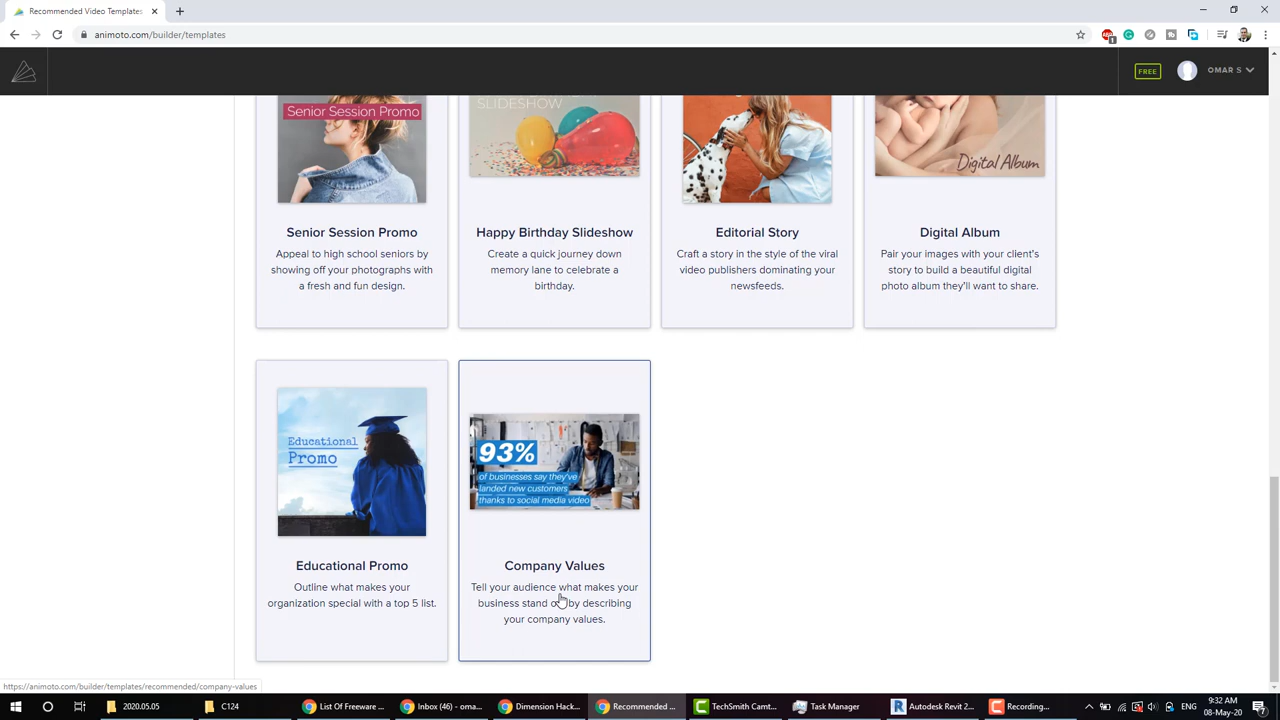 Recommended Video Templates
animoto.com/builder/templates
1
FREE
OMAR S
Senior Session Promo
SLIDESHOW
Digital Album
Senior Session Promo
Appeal to high school seniors by
showing off your photographs with
a fresh and fun design.
Happy Birthday Slideshow
Create a quick journey down
memory lane to celebrate a
birthday.
Editorial Story
Craft a story in the style of the viral
video publishers dominating your
newsfeeds.
Digital Album
Pair your images with your client's
story to build a beautiful digital
photo album they'll want to share.
Educational
Promo
93%
of businesses say they've
landed new customers
thanks to social media video
Educational Promo
Outline what makes your
organization special with a top 5 list.
Company Values
Tell your audience what makes your
business stand by describing
your company values.
https://animoto.com/builder/templates/recommended/company-values
2020.05.05
C124
List Of Freeware ...
Inbox (46) - oma...
Dimension Hack...
Recommended ...
TechSmith Camt...
Task Manager
Autodesk Revit 2...
Recording...
ENG
9:32 AM
08-May-20